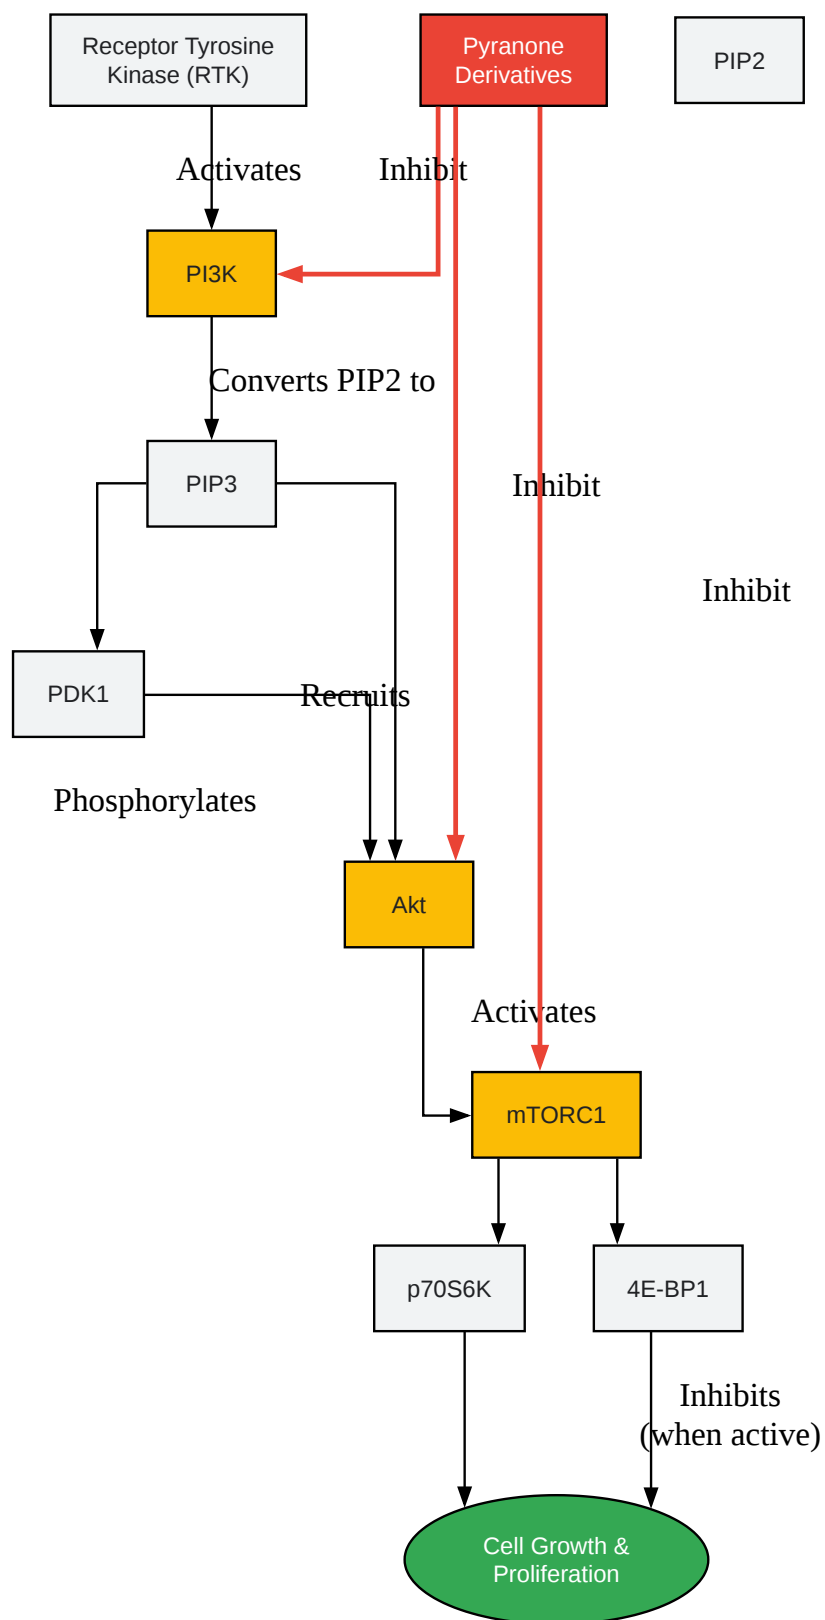 Receptor Tyrosine
Kinase (RTK)
Pyranone
Derivatives
PIP2
Activates
Inhibit
PI3K
Converts PIP2 to
PIP3
Inhibit
Inhibit
PDK1
Recruits
Phosphorylates
Akt
Activates
mTORC1
p70S6K
4E-BP1
Inhibits
(when active)
Cell Growth &
Proliferation